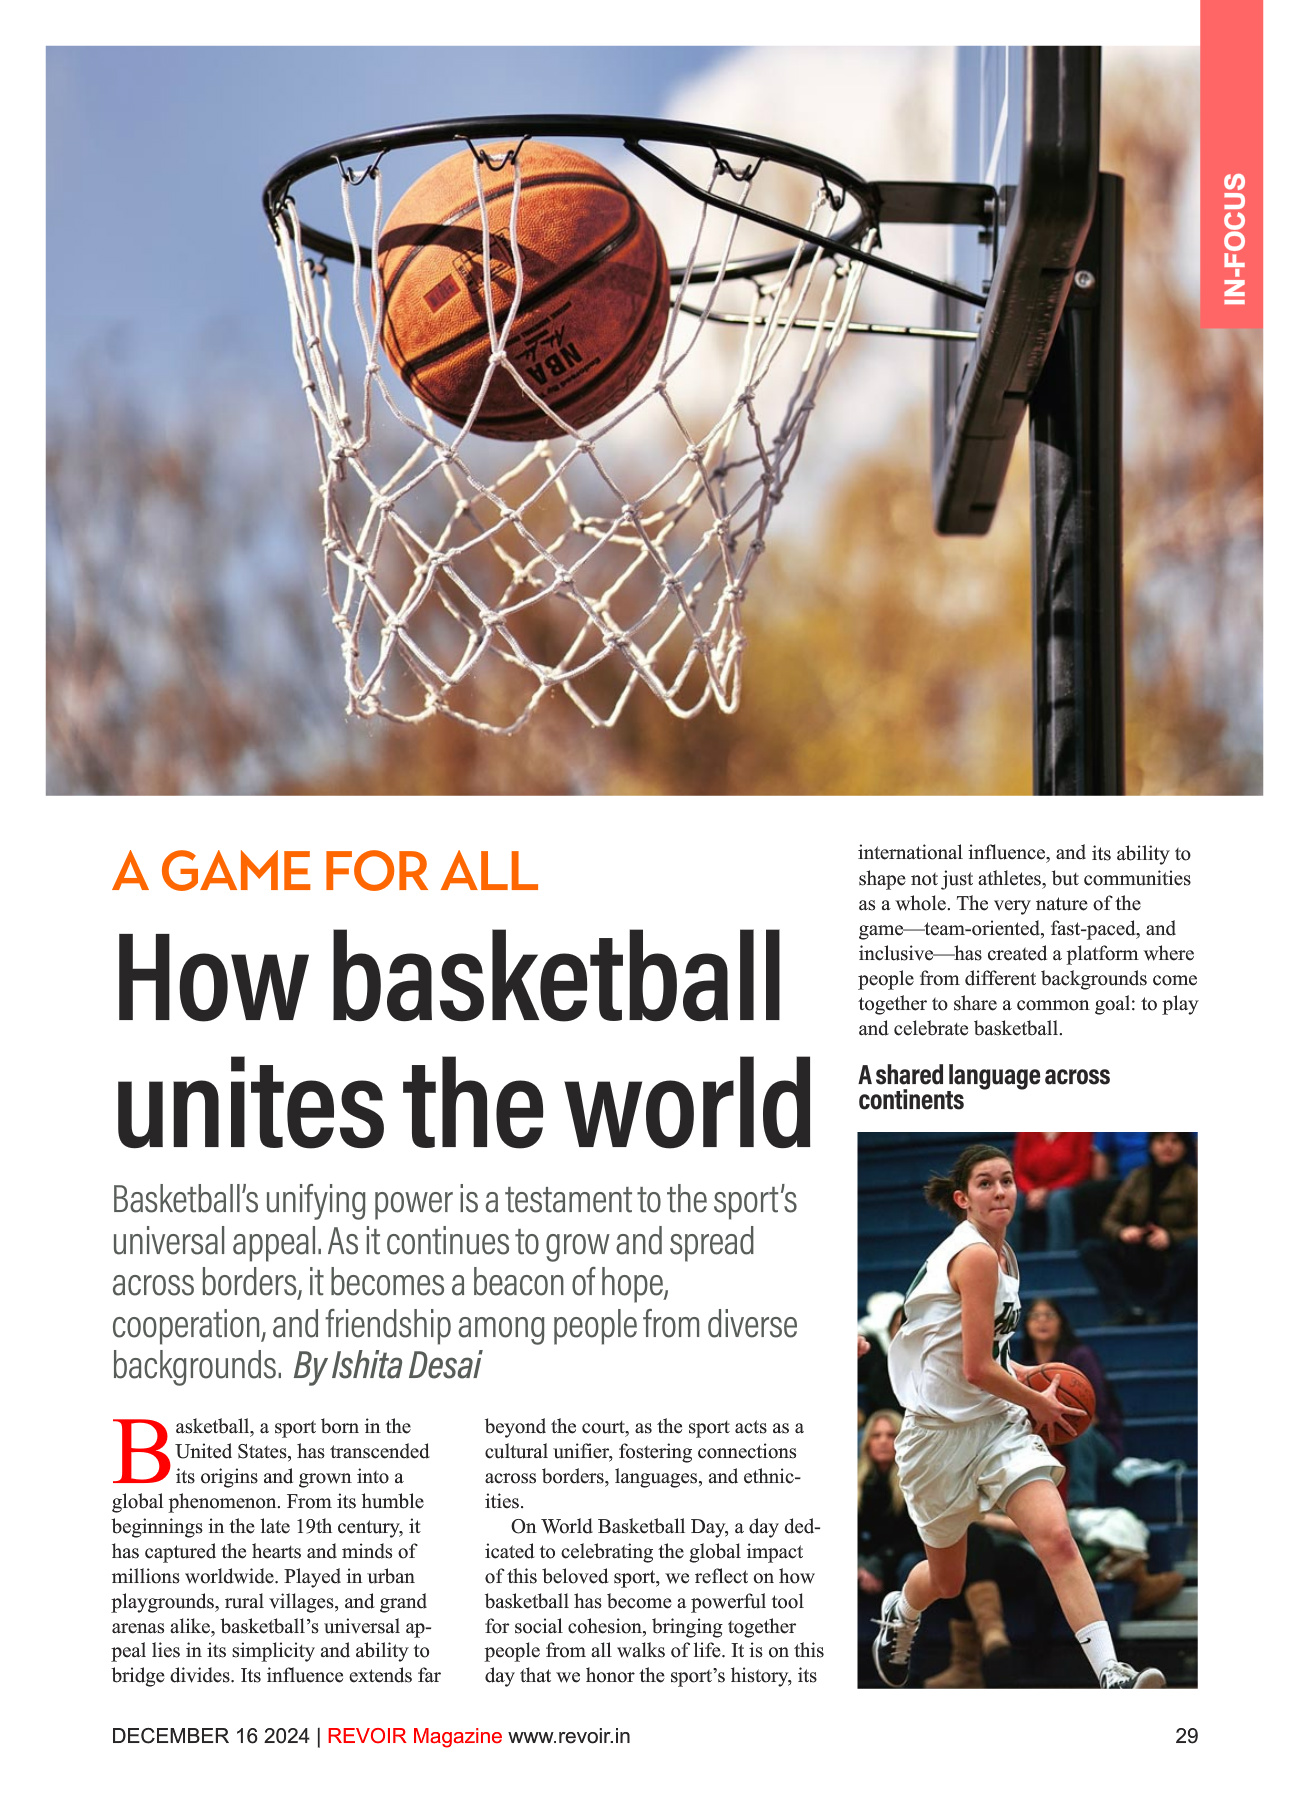 IN-FOCUS
NBA
A GAME FOR ALL
How basketball
unites the world
Basketball's unifying power is a testament to the sport's
universal appeal. As it continues to grow and spread
across borders, it becomes a beacon of hope,
cooperation, and friendship among people from diverse
backgrounds. By Ishita Desai
Basketball, a sport born in the
United States, has transcended
its origins and grown into a
global phenomenon. From its humble
beginnings in the late 19th century, it
has captured the hearts and minds of
millions worldwide. Played in urban
playgrounds, rural villages, and grand
arenas alike, basketball's universal ap-
peal lies in its simplicity and ability to
bridge divides. Its influence extends far
beyond the court, as the sport acts as a
cultural unifier, fostering connections
across borders, languages, and ethnic-
ities.
On World Basketball Day, a day ded-
icated to celebrating the global impact
of this beloved sport, we reflect on how
basketball has become a powerful tool
for social cohesion, bringing together
people from all walks of life. It is on this
day that we honor the sport's history, its
international influence, and its ability to
shape not just athletes, but communities
as a whole. The very nature of the
game—team-oriented, fast-paced, and
inclusive—has created a platform where
people from different backgrounds come
together to share a common goal: to play
and celebrate basketball.
A shared language across
continents
DECEMBER 16 2024 | REVOIR Magazine www.revoir.in
29